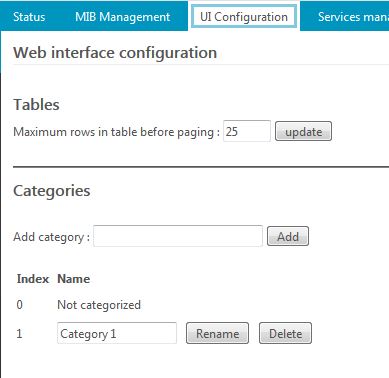 Status MIB Management UI Configuration Services man
Web interface configuration
Tables
Maximum rows in table before paging : 25 update
Categories
Add category : Add
Index Name
0 Not categorized
1 Category 1 Rename Delete